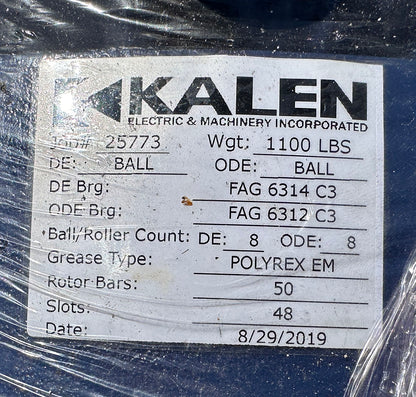 KALEN
ELECTRIC & MACHINERY INCORPORATED
Job# 25773 Wgt: 1100 LBS
DE: BALL ODE: BALL
DE Brg: FAG 6314 C3
ODE Brg: FAG 6312 C3
Ball/Roller Count: DE: 8 ODE: 8
Grease Type: POLYREX EM
Rotor Bars: 50
Slots: 48
Date: 8/29/2019